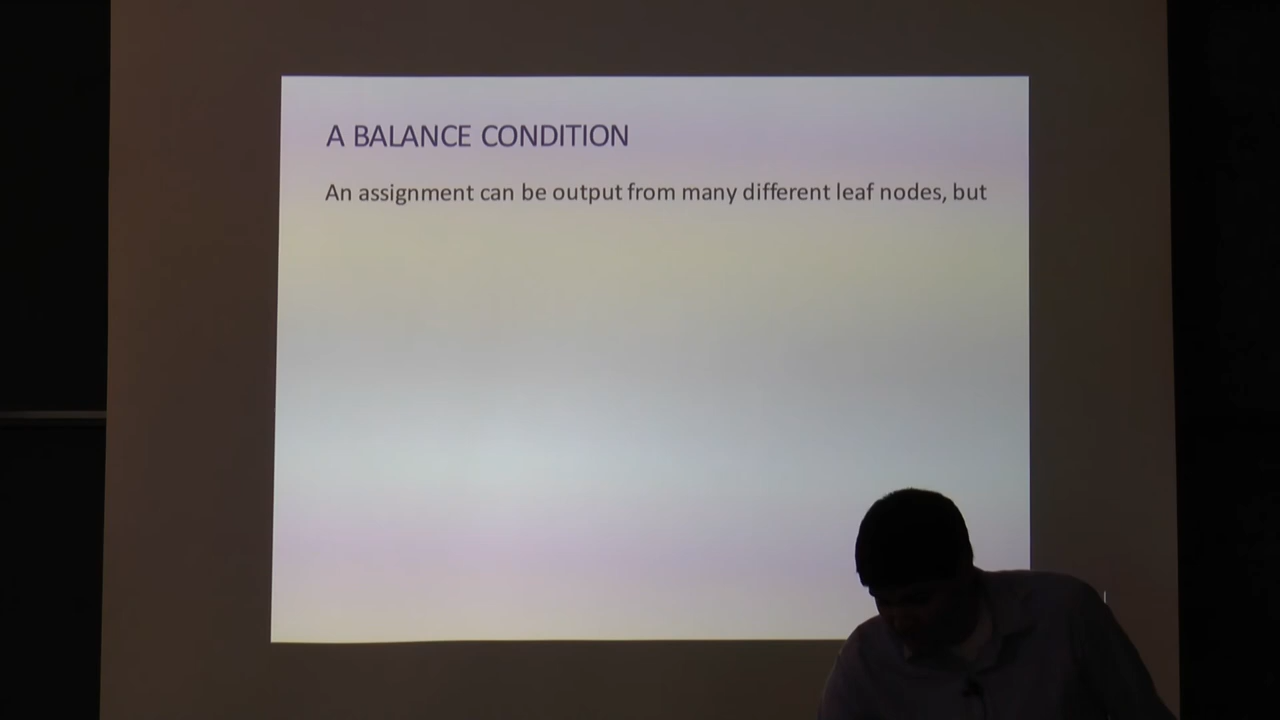 A BALANCE CONDITION
An assignment can be output from many different leaf nodes, but